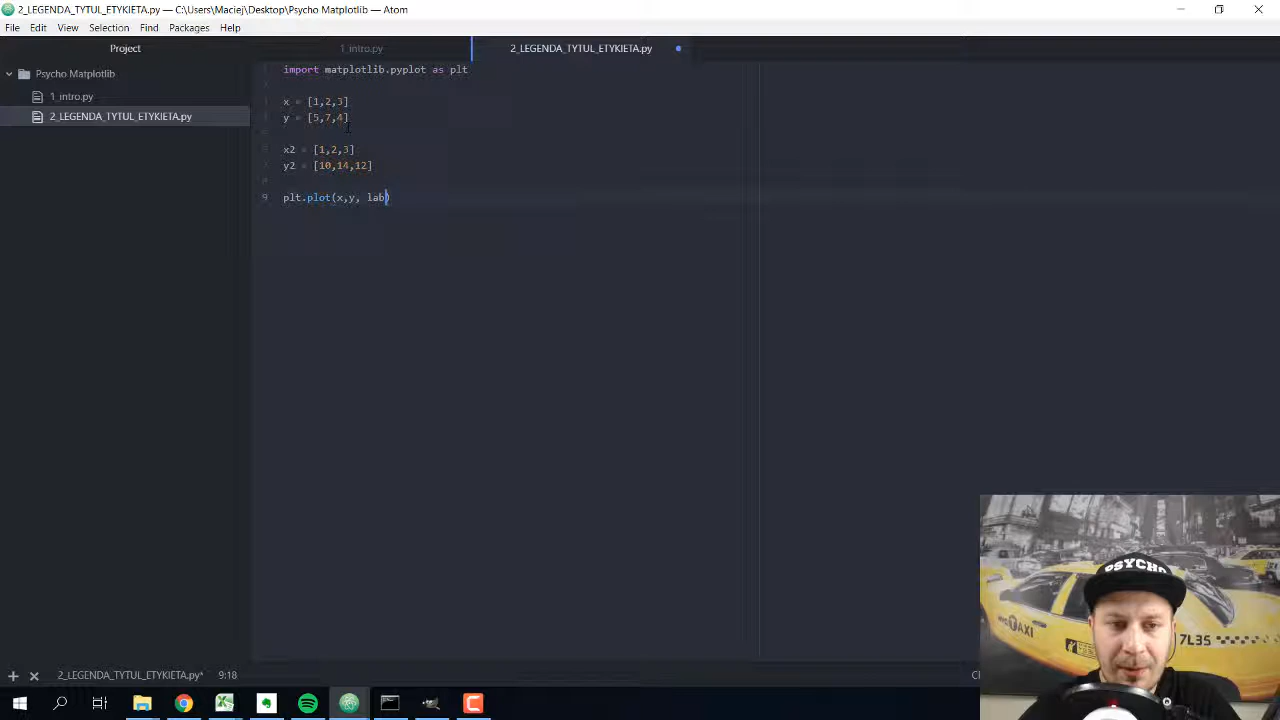 2_LEGENDA_TYTUL_ETYKIETA.py — C:\Users\Maciej\Desktop\Psycho Matplotlib — Atom
File Edit View Selection Find Packages Help
Project
1_intro.py
2_LEGENDA_TYTUL_ETYKIETA.py
Psycho Matplotlib
1_intro.py
2_LEGENDA_TYTUL_ETYKIETA.py
import matplotlib.pyplot as plt
x = [1,2,3]
y = [5,7,4]
x2 = [1,2,3]
y2 = [10,14,12]
9 plt.plot(x,y, lab)
PSYCHO
TAXI
7L35
2_LEGENDA_TYTUL_ETYKIETA.py* 9:18